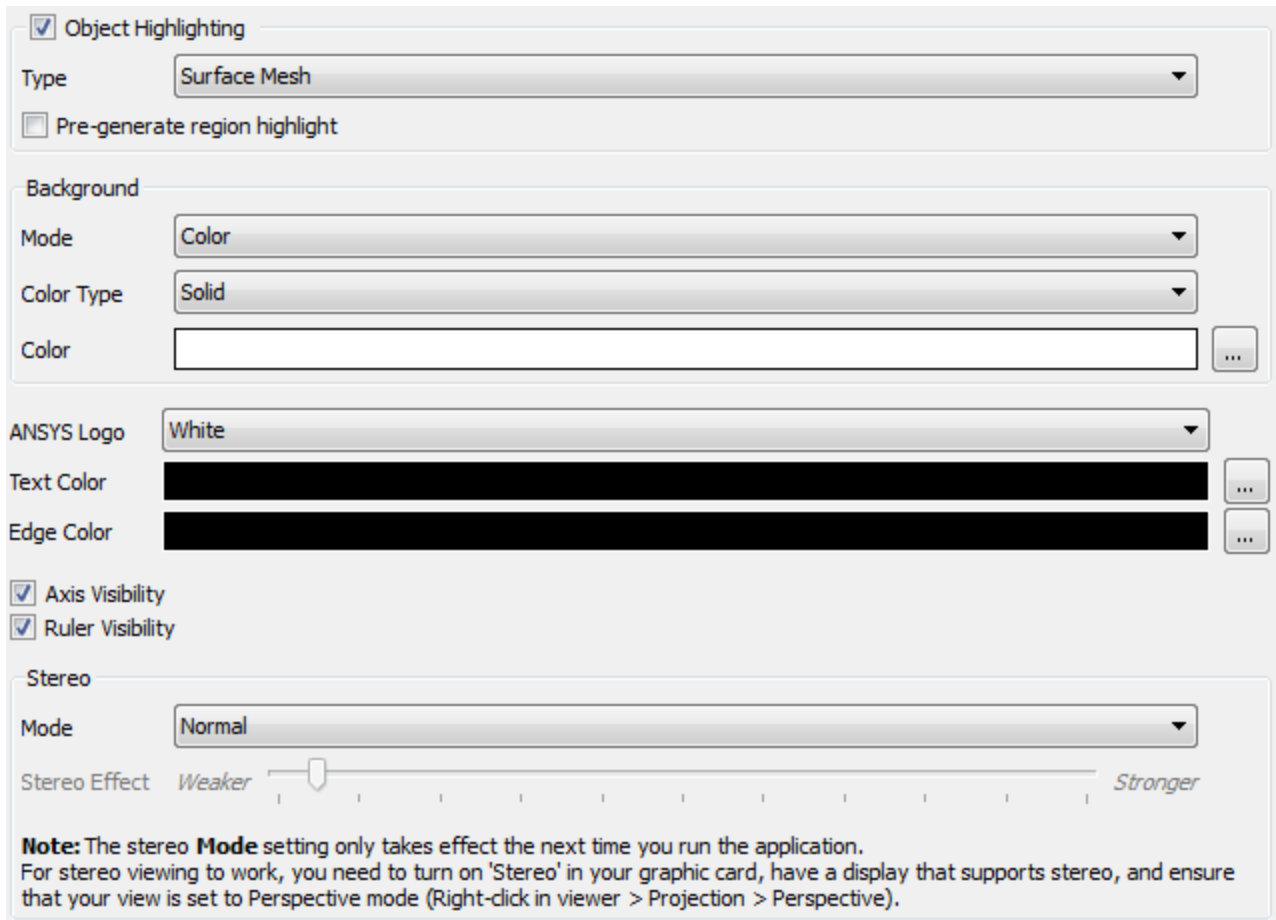 Object Highlighting
Type Surface Mesh
Pre-generate region highlight
Background
Mode Color
Color Type Solid
Color ...
ANSYS Logo White
Text Color ...
Edge Color ...
Axis Visibility
Ruler Visibility
Stereo
Mode Normal
Stereo Effect Weaker Stronger
Note: The stereo Mode setting only takes effect the next time you run the application.
For stereo viewing to work, you need to turn on 'Stereo' in your graphic card, have a display that supports stereo, and ensure
that your view is set to Perspective mode (Right-click in viewer > Projection > Perspective).